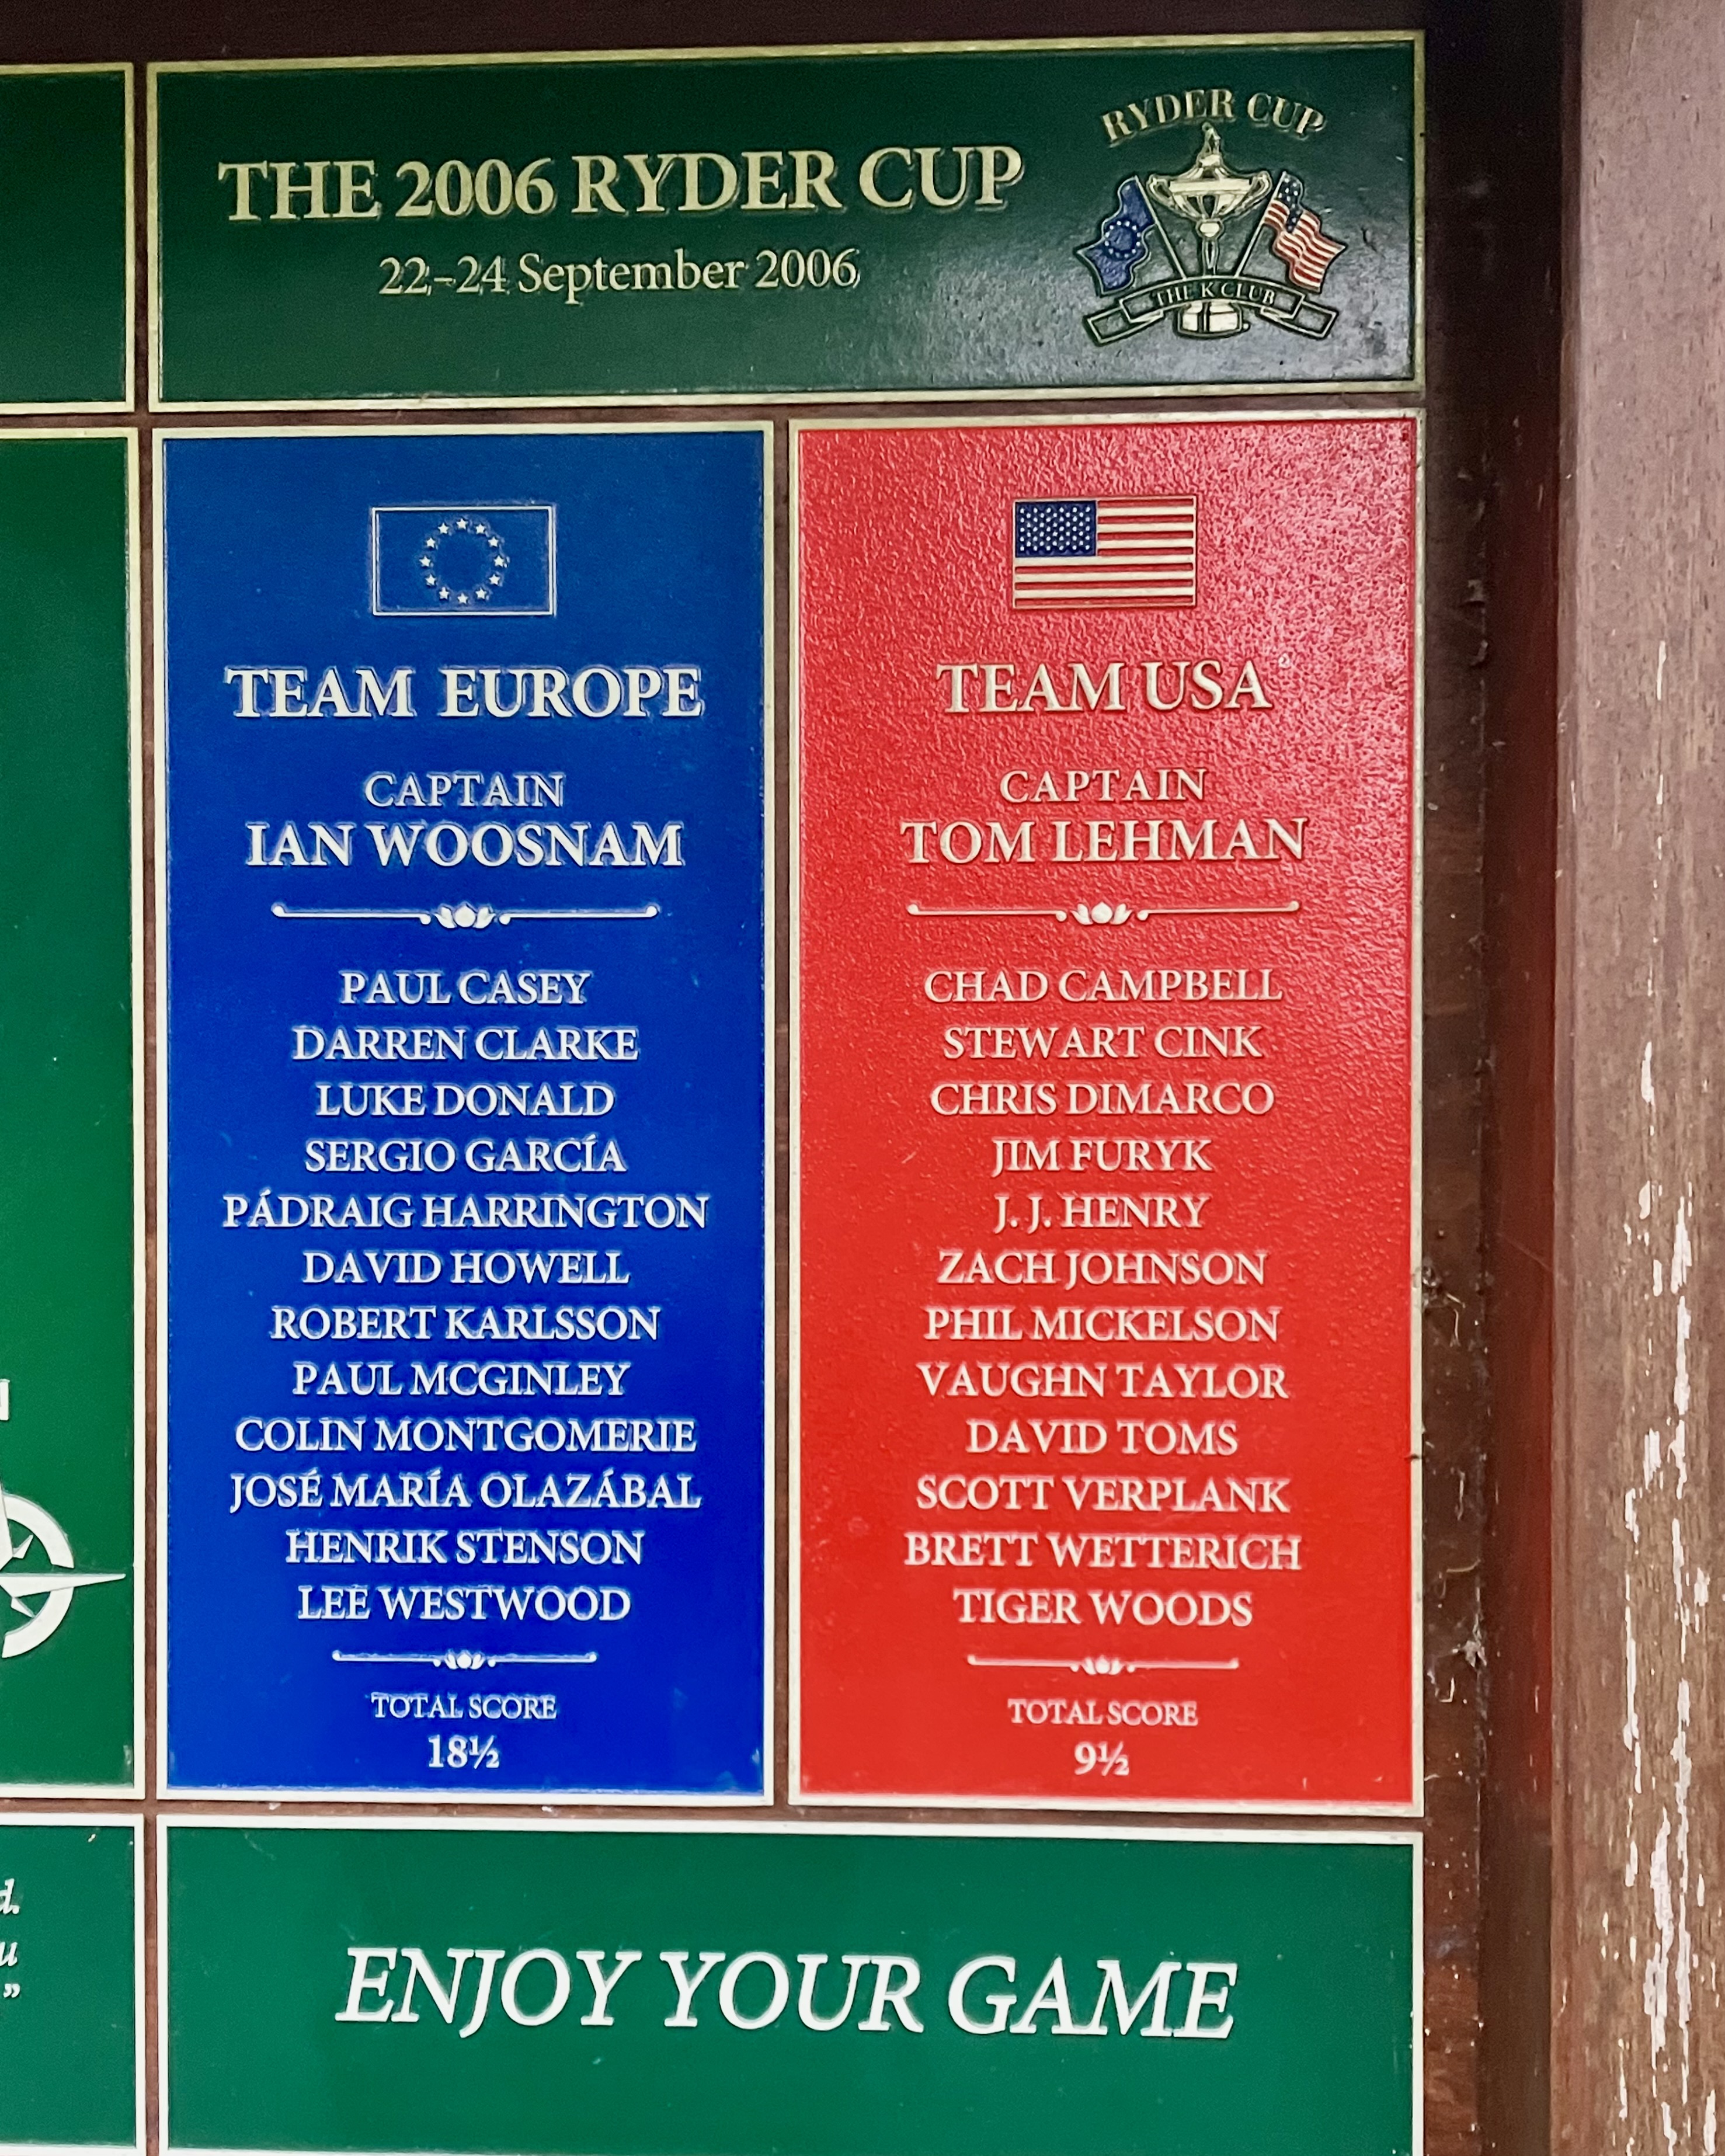 THE 2006 RYDER CUP
22–24 September 2006
RYDER CUP
THE K CLUB
TEAM EUROPE
CAPTAIN
IAN WOOSNAM
PAUL CASEY
DARREN CLARKE
LUKE DONALD
SERGIO GARCÍA
PÁDRAIG HARRINGTON
DAVID HOWELL
ROBERT KARLSSON
PAUL MCGINLEY
COLIN MONTGOMERIE
JOSÉ MARÍA OLAZÁBAL
HENRIK STENSON
LEE WESTWOOD
TOTAL SCORE
18½
TEAM USA
CAPTAIN
TOM LEHMAN
CHAD CAMPBELL
STEWART CINK
CHRIS DIMARCO
JIM FURYK
J. J. HENRY
ZACH JOHNSON
PHIL MICKELSON
VAUGHN TAYLOR
DAVID TOMS
SCOTT VERPLANK
BRETT WETTERICH
TIGER WOODS
TOTAL SCORE
9½
ENJOY YOUR GAME